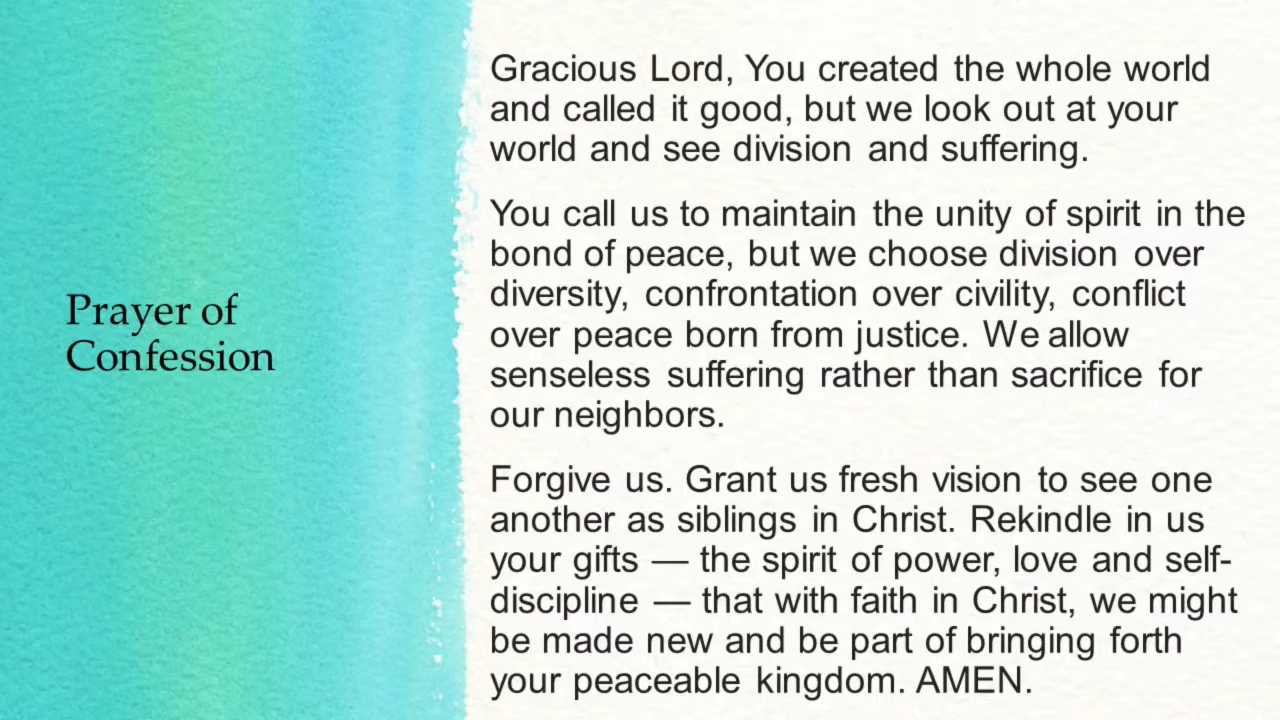 Prayer of
Confession
Gracious Lord, You created the whole world
and called it good, but we look out at your
world and see division and suffering.
You call us to maintain the unity of spirit in the
bond of peace, but we choose division over
diversity, confrontation over civility, conflict
over peace born from justice. We allow
senseless suffering rather than sacrifice for
our neighbors.
Forgive us. Grant us fresh vision to see one
another as siblings in Christ. Rekindle in us
your gifts — the spirit of power, love and self-
discipline — that with faith in Christ, we might
be made new and be part of bringing forth
your peaceable kingdom. AMEN.